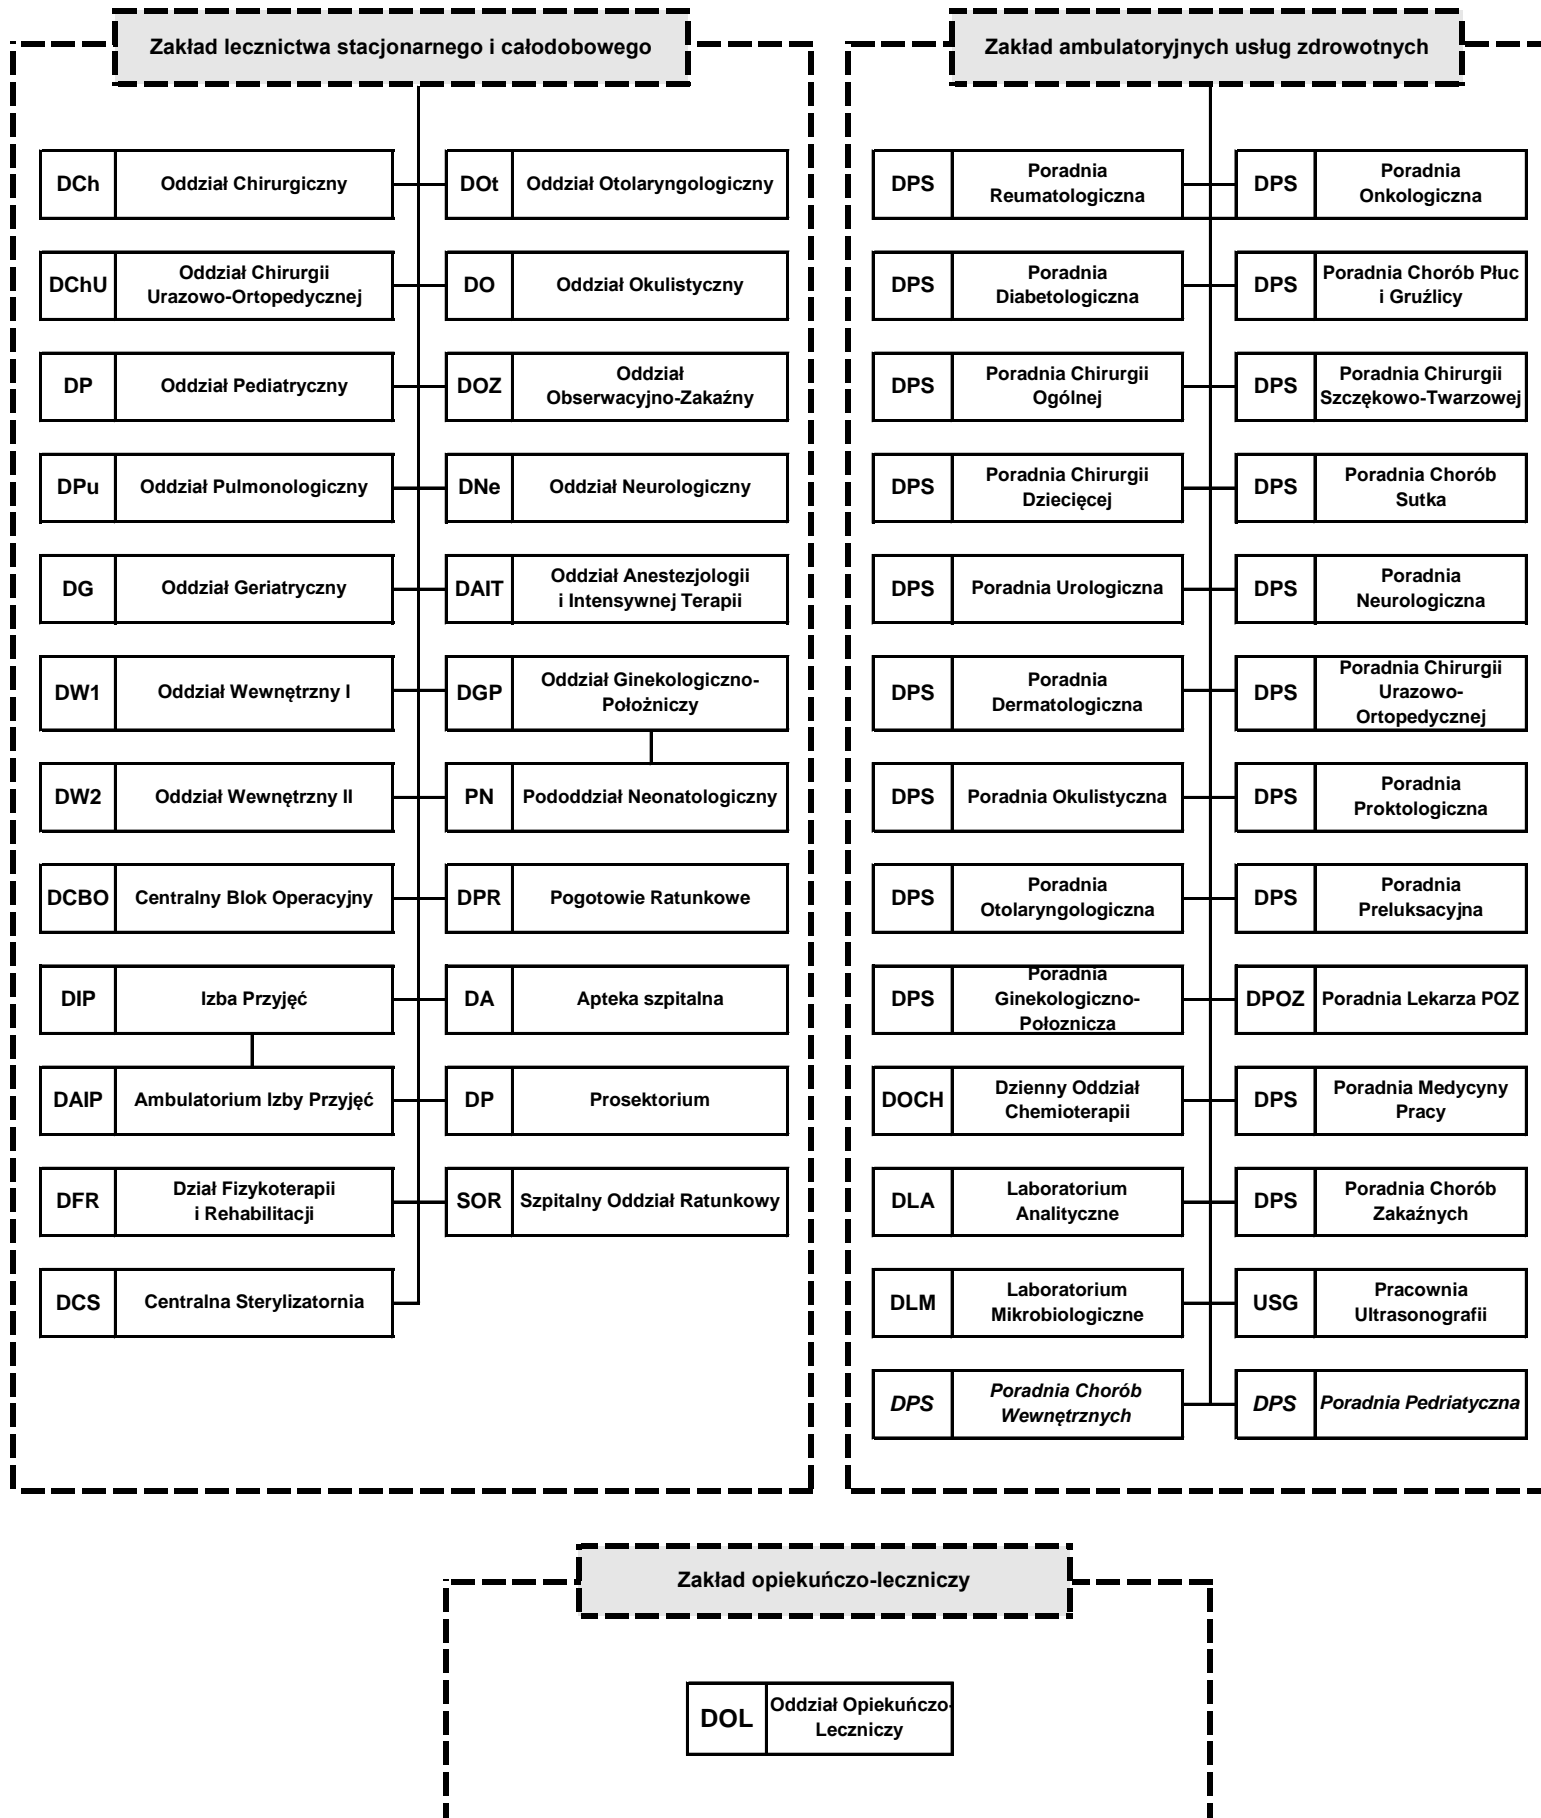 Zakład lecznictwa stacjonarnego i całodobowego
DCh
Oddział Chirurgiczny
DOt
Oddział Otolaryngologiczny
DChU
Oddział Chirurgii
Urazowo-Ortopedycznej
DO
Oddział Okulistyczny
DP
Oddział Pediatryczny
DOZ
Oddział
Obserwacyjno-Zakaźny
DPu
Oddział Pulmonologiczny
DNe
Oddział Neurologiczny
DG
Oddział Geriatryczny
DAIT
Oddział Anestezjologii
i Intensywnej Terapii
DW1
Oddział Wewnętrzny I
DGP
Oddział Ginekologiczno-
Położniczy
DW2
Oddział Wewnętrzny II
PN
Pododdział Neonatologiczny
DCBO
Centralny Blok Operacyjny
DPR
Pogotowie Ratunkowe
DIP
Izba Przyjęć
DA
Apteka szpitalna
DAIP
Ambulatorium Izby Przyjęć
DP
Prosektorium
DFR
Dział Fizykoterapii
i Rehabilitacji
SOR
Szpitalny Oddział Ratunkowy
DCS
Centralna Sterylizatornia
Zakład ambulatoryjnych usług zdrowotnych
DPS
Poradnia
Reumatologiczna
DPS
Poradnia
Onkologiczna
DPS
Poradnia
Diabetologiczna
DPS
Poradnia Chorób Płuc
i Gruźlicy
DPS
Poradnia Chirurgii
Ogólnej
DPS
Poradnia Chirurgii
Szczękowo-Twarzowej
DPS
Poradnia Chirurgii
Dziecięcej
DPS
Poradnia Chorób
Sutka
DPS
Poradnia Urologiczna
DPS
Poradnia
Neurologiczna
DPS
Poradnia
Dermatologiczna
DPS
Poradnia Chirurgii
Urazowo-
Ortopedycznej
DPS
Poradnia Okulistyczna
DPS
Poradnia
Proktologiczna
DPS
Poradnia
Otolaryngologiczna
DPS
Poradnia
Preluksacyjna
DPS
Poradnia
Ginekologiczno-
Połoznicza
DPOZ
Poradnia Lekarza POZ
DOCH
Dzienny Oddział
Chemioterapii
DPS
Poradnia Medycyny
Pracy
DLA
Laboratorium
Analityczne
DPS
Poradnia Chorób
Zakaźnych
DLM
Laboratorium
Mikrobiologiczne
USG
Pracownia
Ultrasonografii
DPS
Poradnia Chorób
Wewnętrznych
DPS
Poradnia Pedriatyczna
Zakład opiekuńczo-leczniczy
DOL
Oddział Opiekuńczo-
Leczniczy